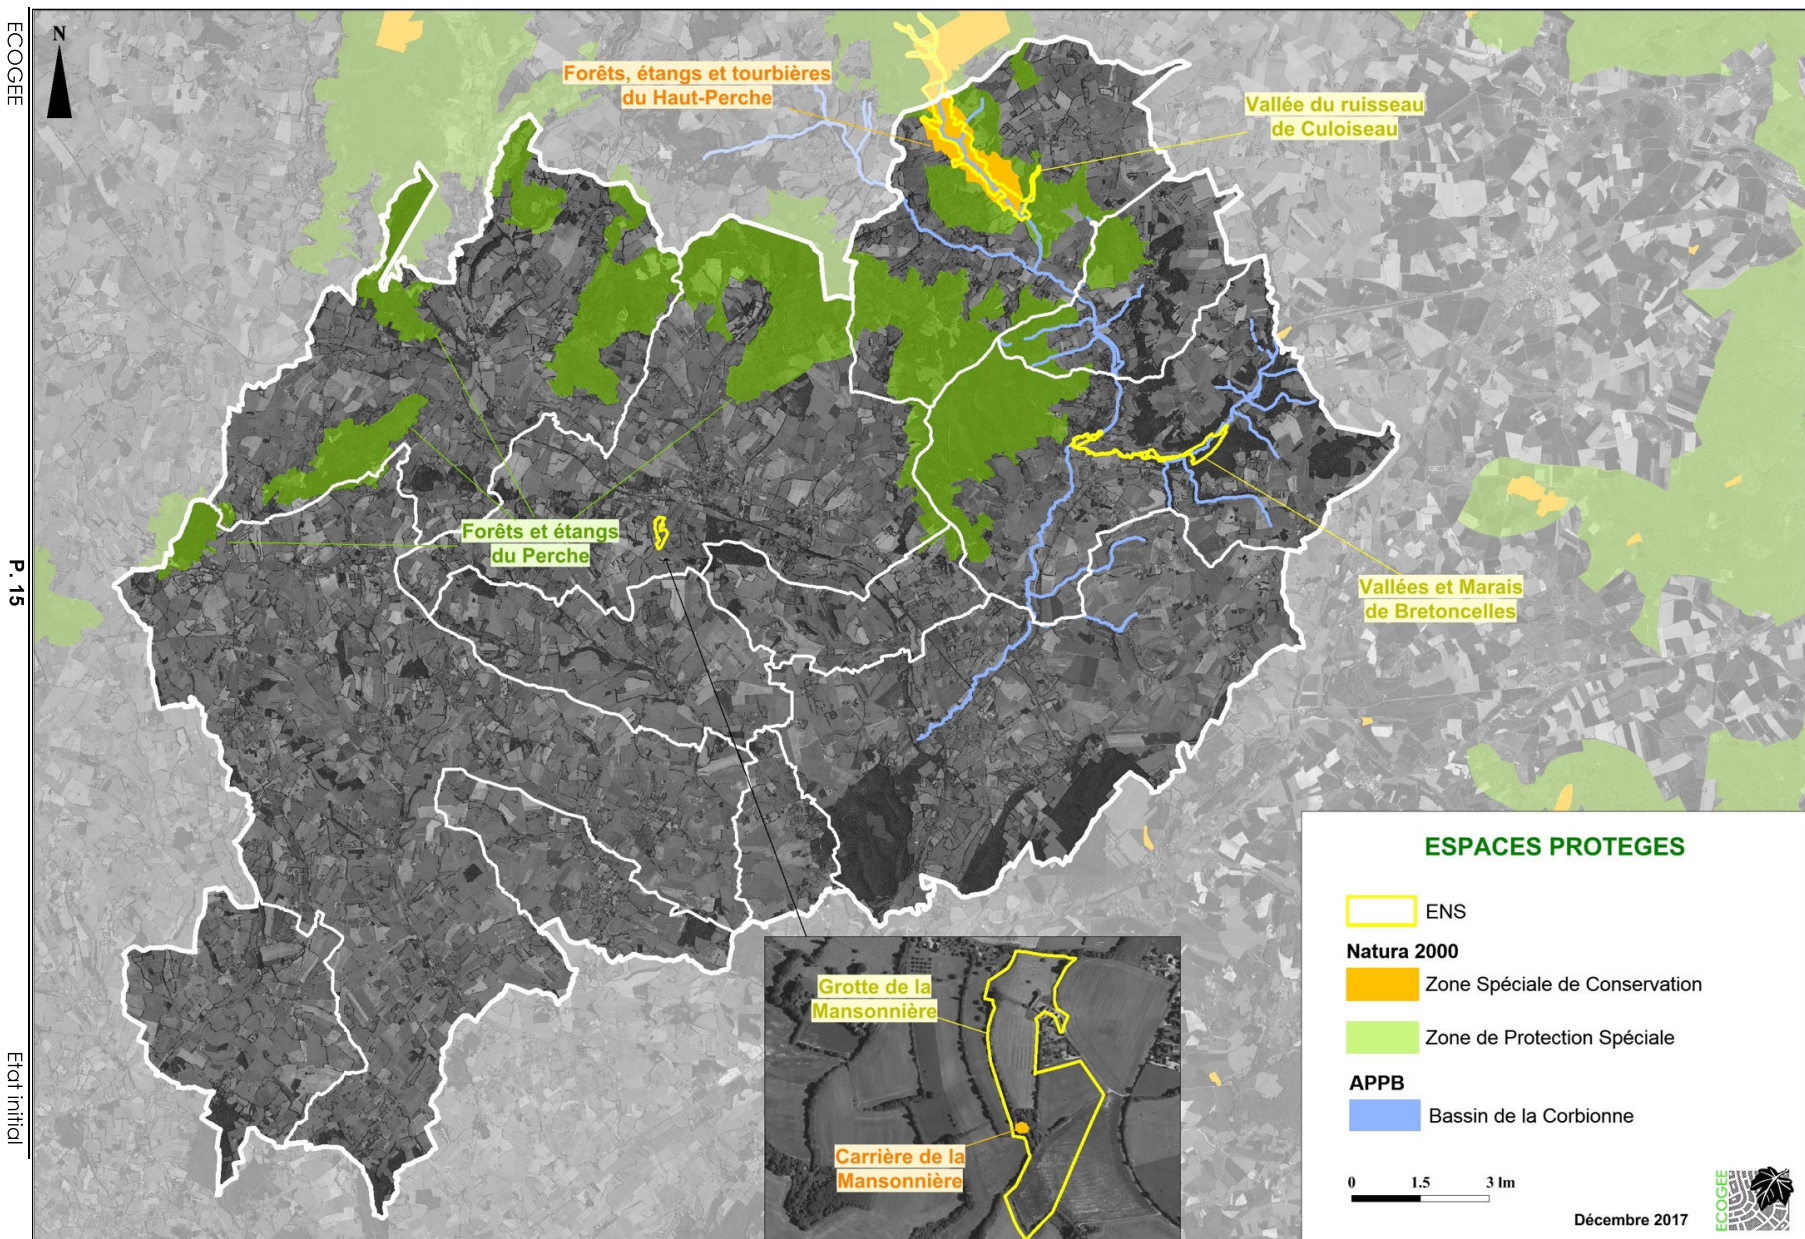 ECOGEE
P. 15
Etat initial
N
Forêts, étangs et tourbières
du Haut-Perche
Vallée du ruisseau
de Culoiseau
Forêts et étangs
du Perche
Vallées et Marais
de Bretoncelles
Grotte de la
Mansonnière
Carrière de la
Mansonnière
ESPACES PROTEGES
ENS
Natura 2000
Zone Spéciale de Conservation
Zone de Protection Spéciale
APPB
Bassin de la Corbionne
0 1.5 3 lm
Décembre 2017
ECOGEE